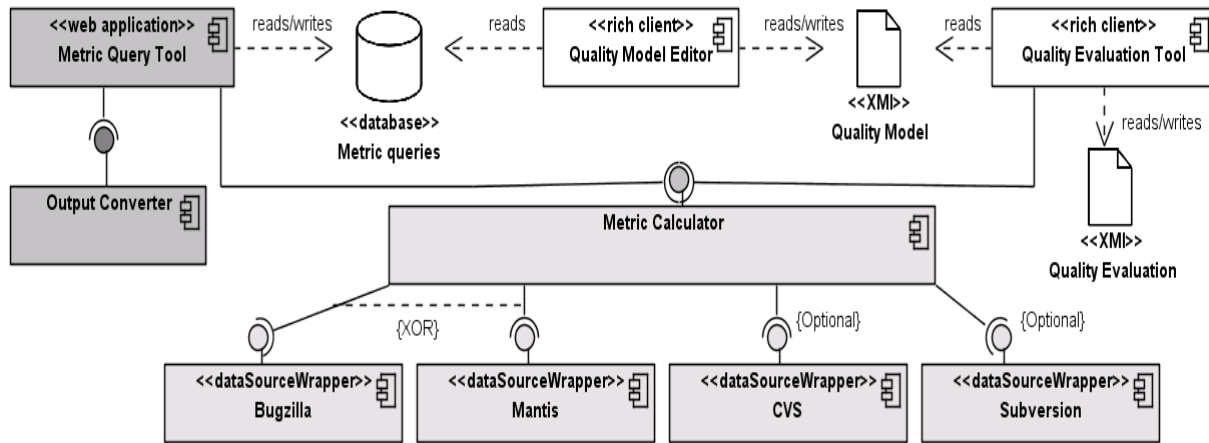 <<web application>>
Metric Query Tool
reads/writes
reads
<<rich client>>
Quality Model Editor
reads/writes
reads
<<rich client>>
Quality Evaluation Tool
<<database>>
Metric queries
<<XMI>>
Quality Model
reads/writes
Output Converter
Metric Calculator
<<XMI>>
Quality Evaluation
{XOR}
{Optional}
{Optional}
<<dataSourceWrapper>>
Bugzilla
<<dataSourceWrapper>>
Mantis
<<dataSourceWrapper>>
CVS
<<dataSourceWrapper>>
Subversion